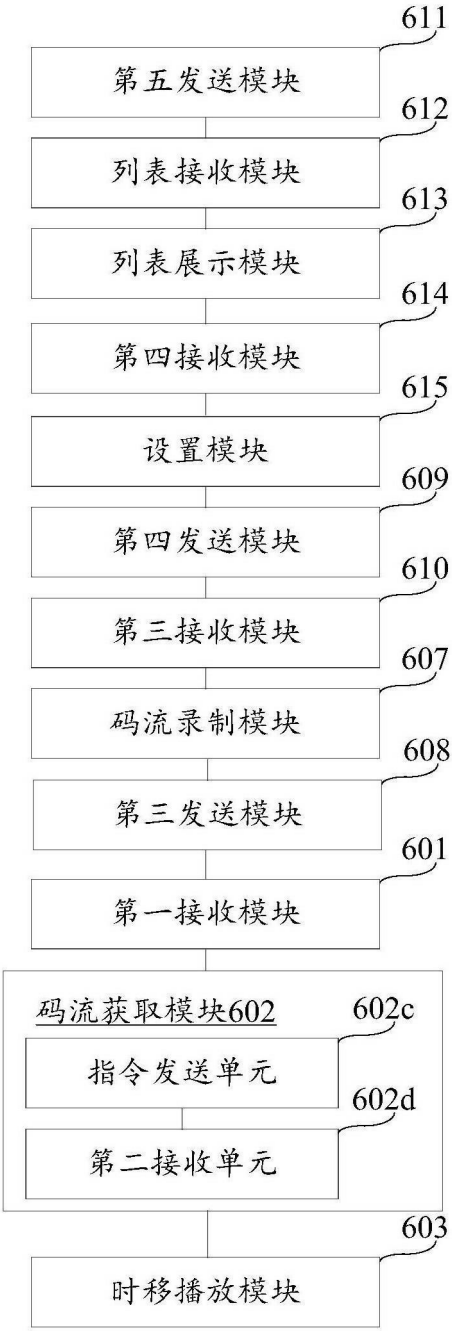 611
第五发送模块
612
列表接收模块
613
列表展示模块
614
第四接收模块
615
设置模块
609
第四发送模块
610
第三接收模块
607
码流录制模块
608
第三发送模块
601
第一接收模块
码流获取模块602
602c
指令发送单元
602d
第二接收单元
603
时移播放模块